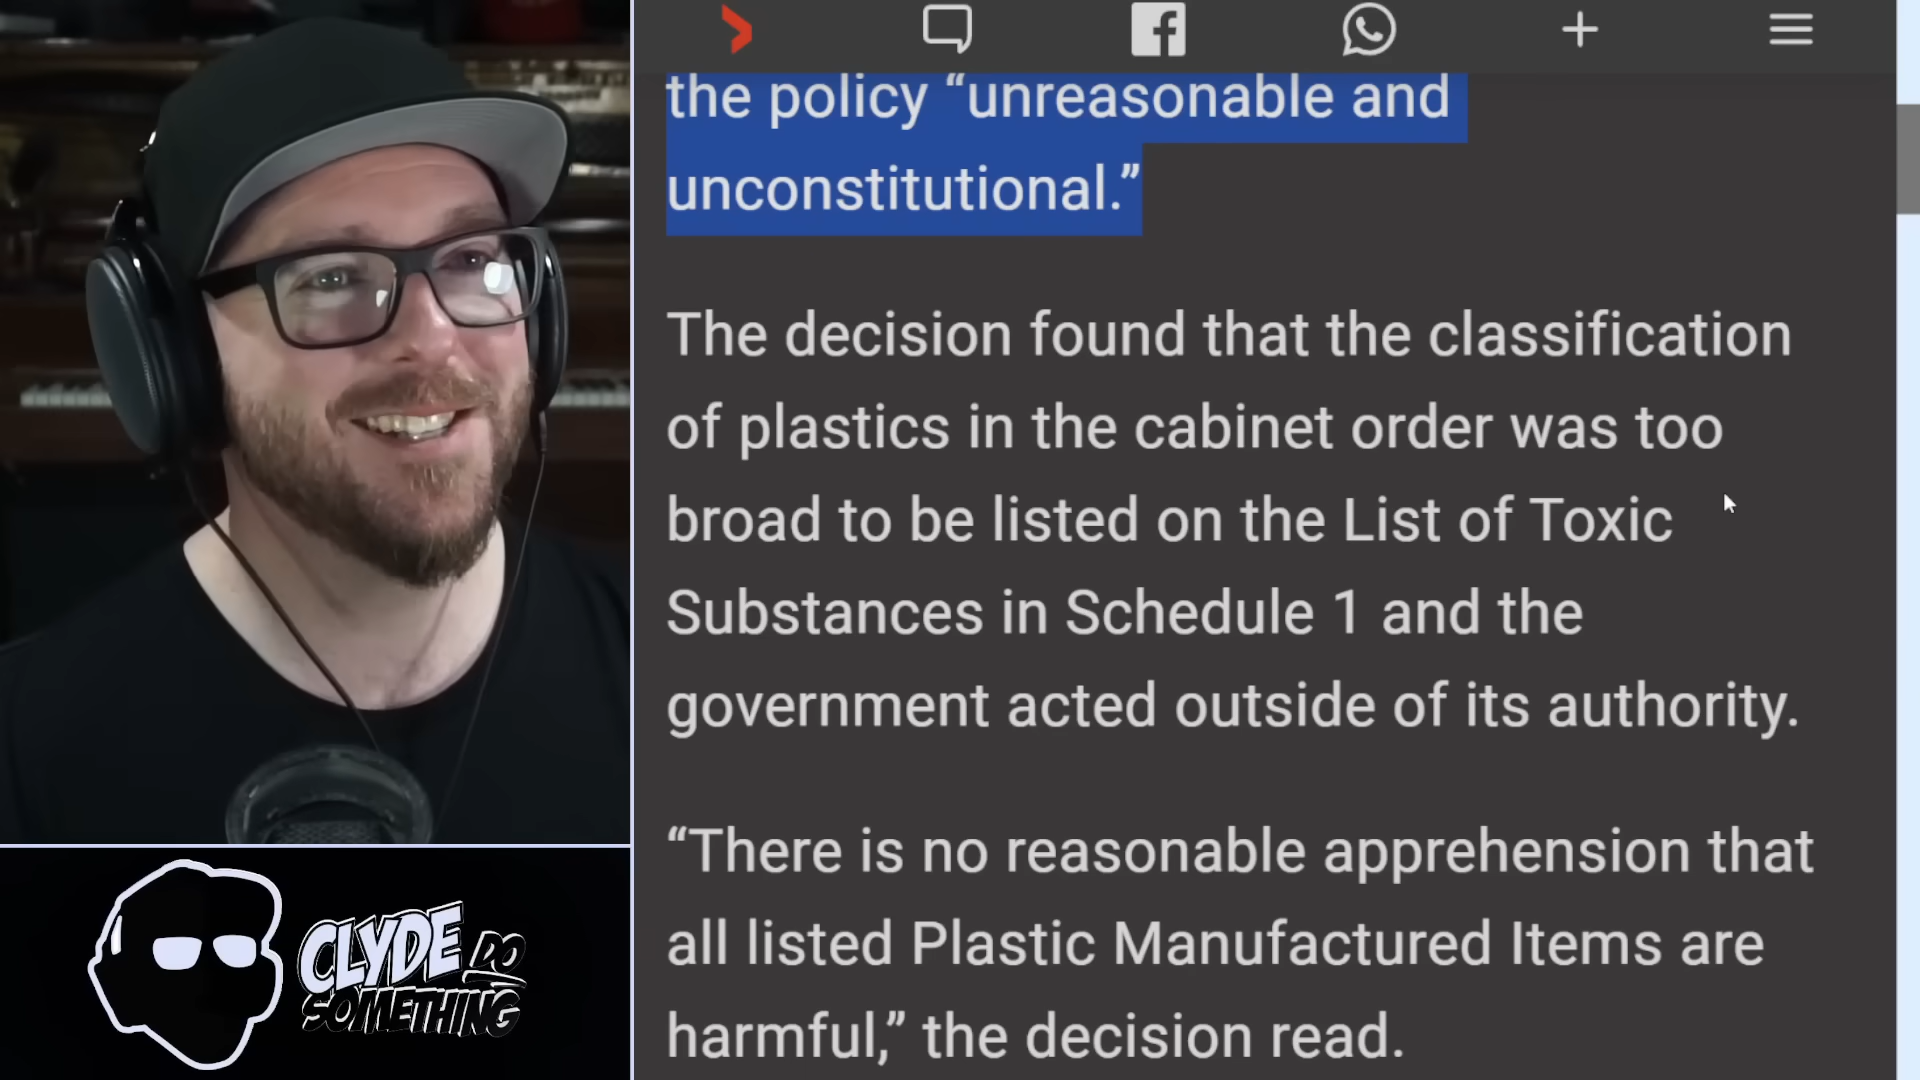 the policy “unreasonable and
unconstitutional.”
The decision found that the classification
of plastics in the cabinet order was too
broad to be listed on the List of Toxic
Substances in Schedule 1 and the
government acted outside of its authority.
“There is no reasonable apprehension that
all listed Plastic Manufactured Items are
harmful,” the decision read.
CLYDE DO
SOMETHING